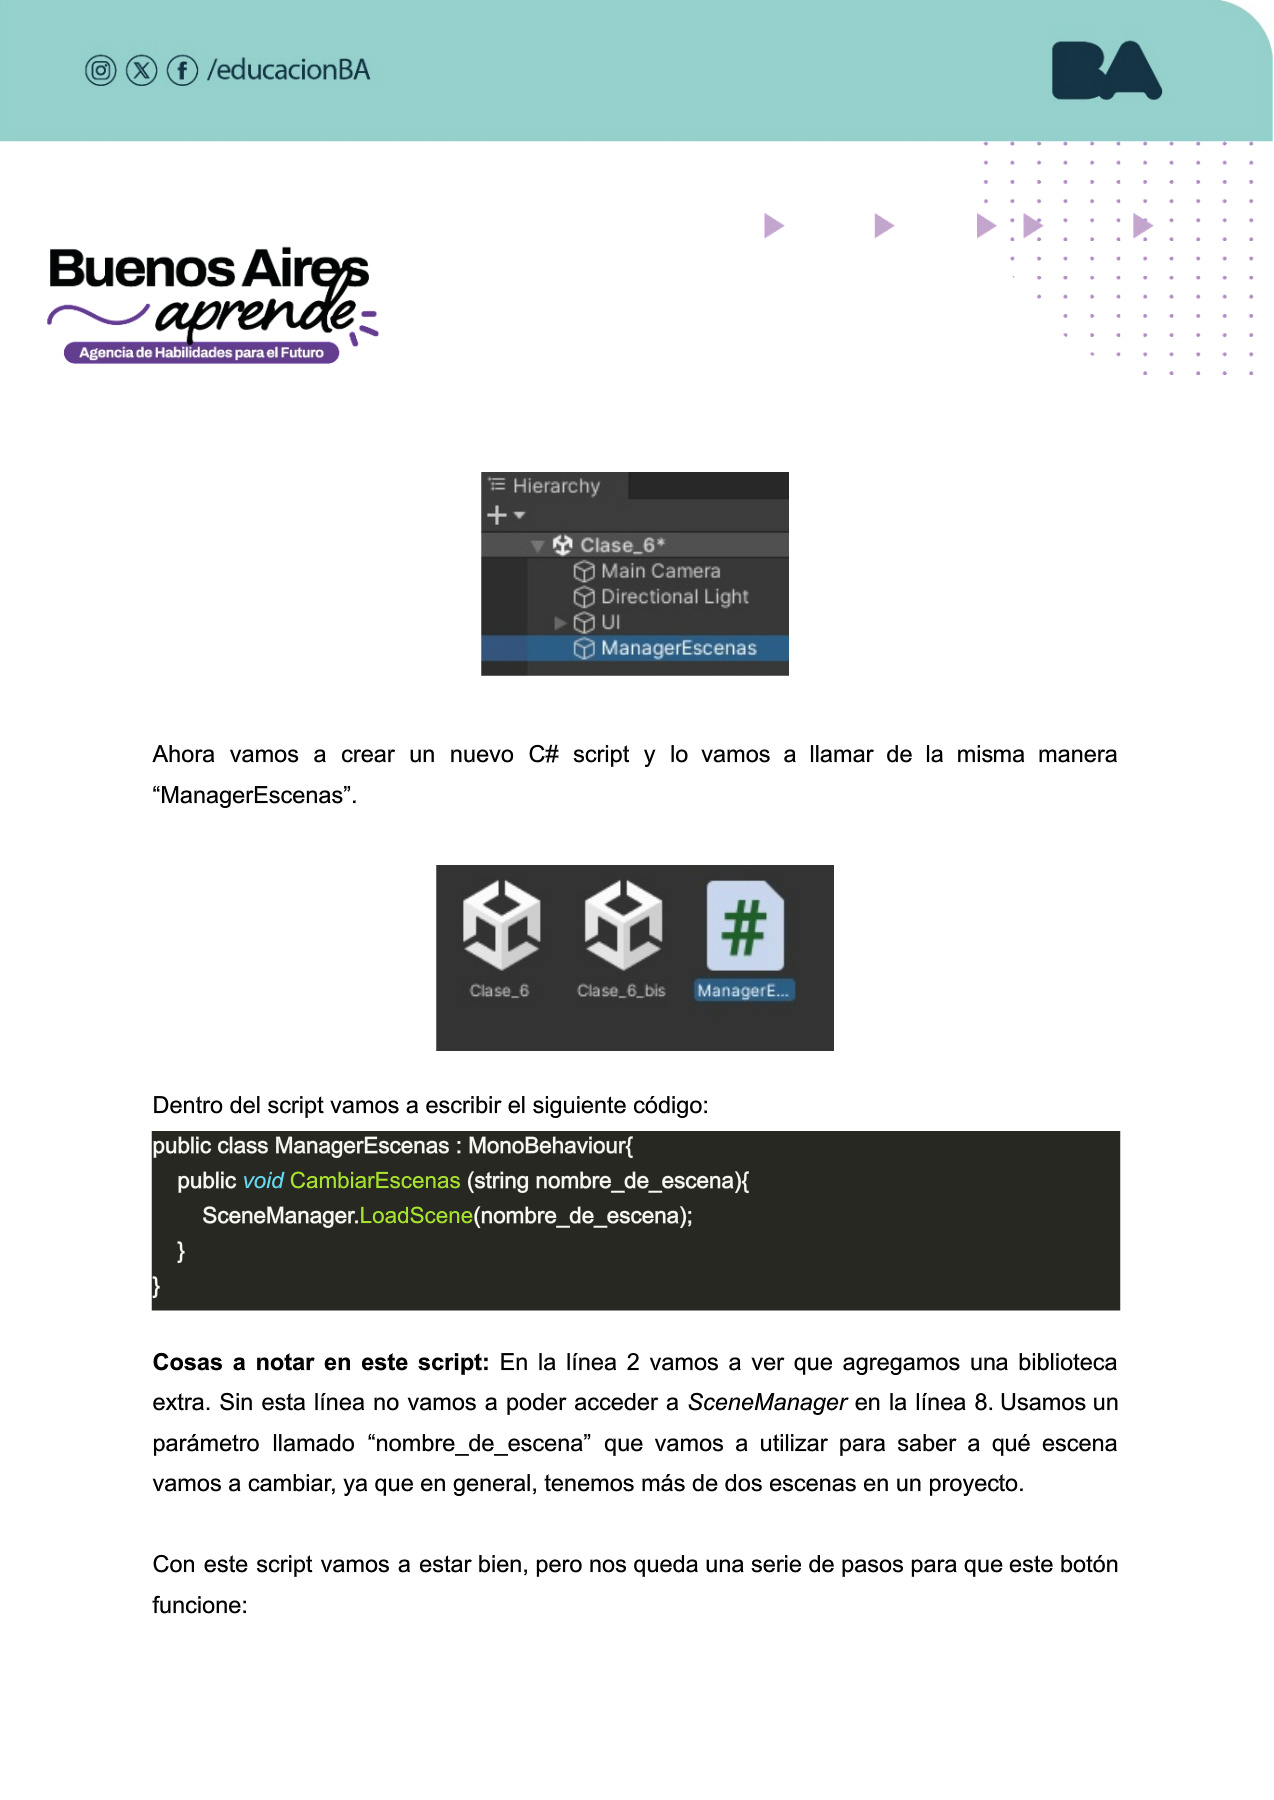 /educacionBA
BA
Buenos Aires
aprende
Agencia de Habilidades para el Futuro
Hierarchy
Clase_6*
Main Camera
Directional Light
UI
ManagerEscenas
Ahora vamos a crear un nuevo C# script y lo vamos a llamar de la misma manera
“ManagerEscenas”.
#
Clase_6 Clase_6_bis ManagerE...
Dentro del script vamos a escribir el siguiente código:
public class ManagerEscenas : MonoBehaviour{
public void CambiarEscenas (string nombre_de_escena){
SceneManager.LoadScene(nombre_de_escena);
}
}
Cosas a notar en este script: En la línea 2 vamos a ver que agregamos una biblioteca
extra. Sin esta línea no vamos a poder acceder a SceneManager en la línea 8. Usamos un
parámetro llamado “nombre_de_escena” que vamos a utilizar para saber a qué escena
vamos a cambiar, ya que en general, tenemos más de dos escenas en un proyecto.
Con este script vamos a estar bien, pero nos queda una serie de pasos para que este botón
funcione: